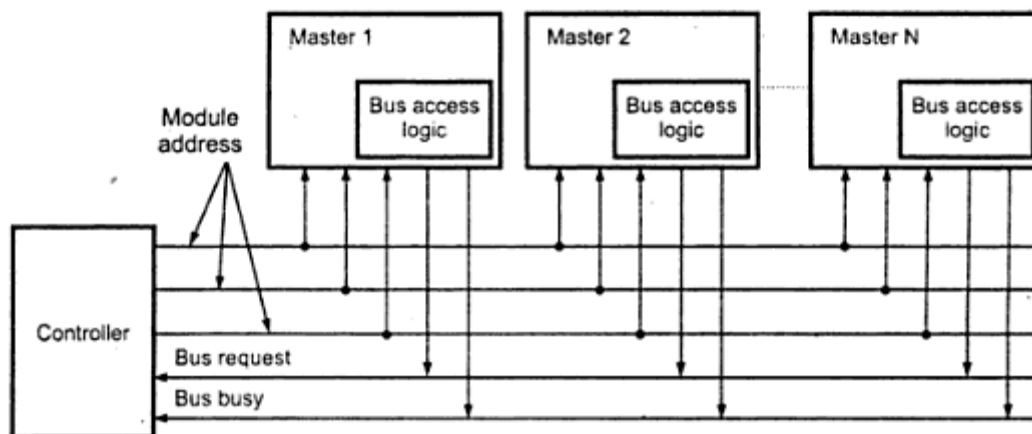 Master 1
Master 2
Master N
Bus access
logic
Bus access
logic
Bus access
logic
Module
address
Controller
Bus request
Bus busy